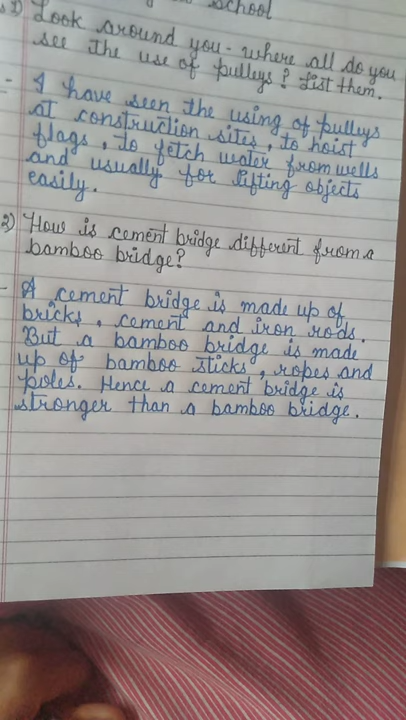 School
1) Look around you - where all do you
see the use of pulleys? List them.
- I have seen the using of pulleys
at construction sites, to hoist
flags, to fetch water from wells
and usually for lifting objects
easily.
2) How is cement bridge different from a
bamboo bridge?
- A cement bridge is made up of
bricks, cement and iron rods.
But a bamboo bridge is made
up of bamboo sticks, ropes and
poles. Hence a cement bridge is
stronger than a bamboo bridge.